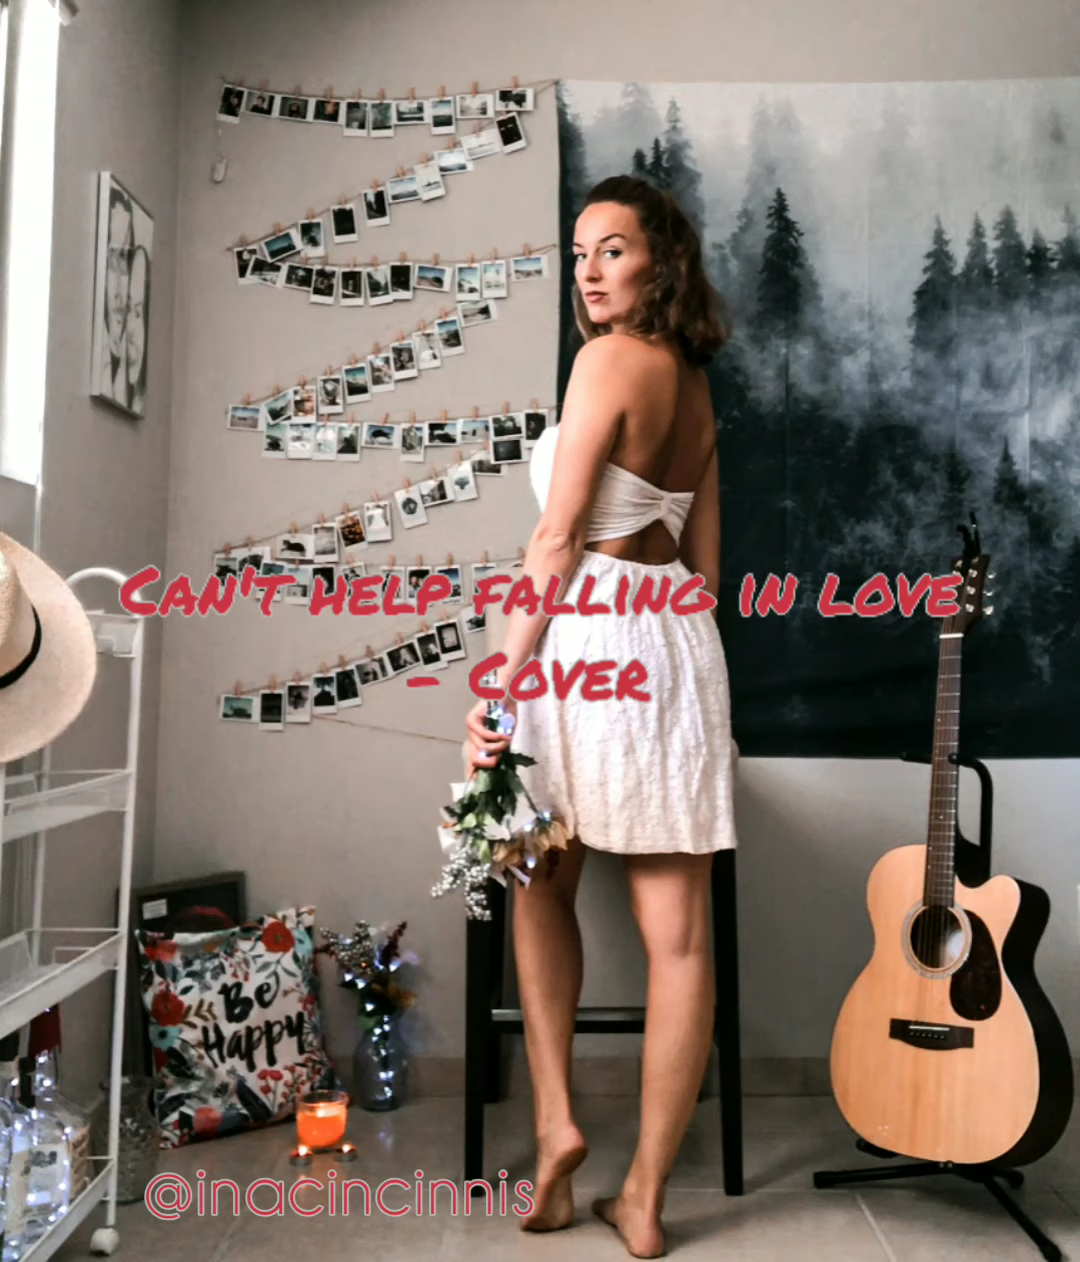 Can't help falling in love
- Cover
Be
Happy
@inacincinnis